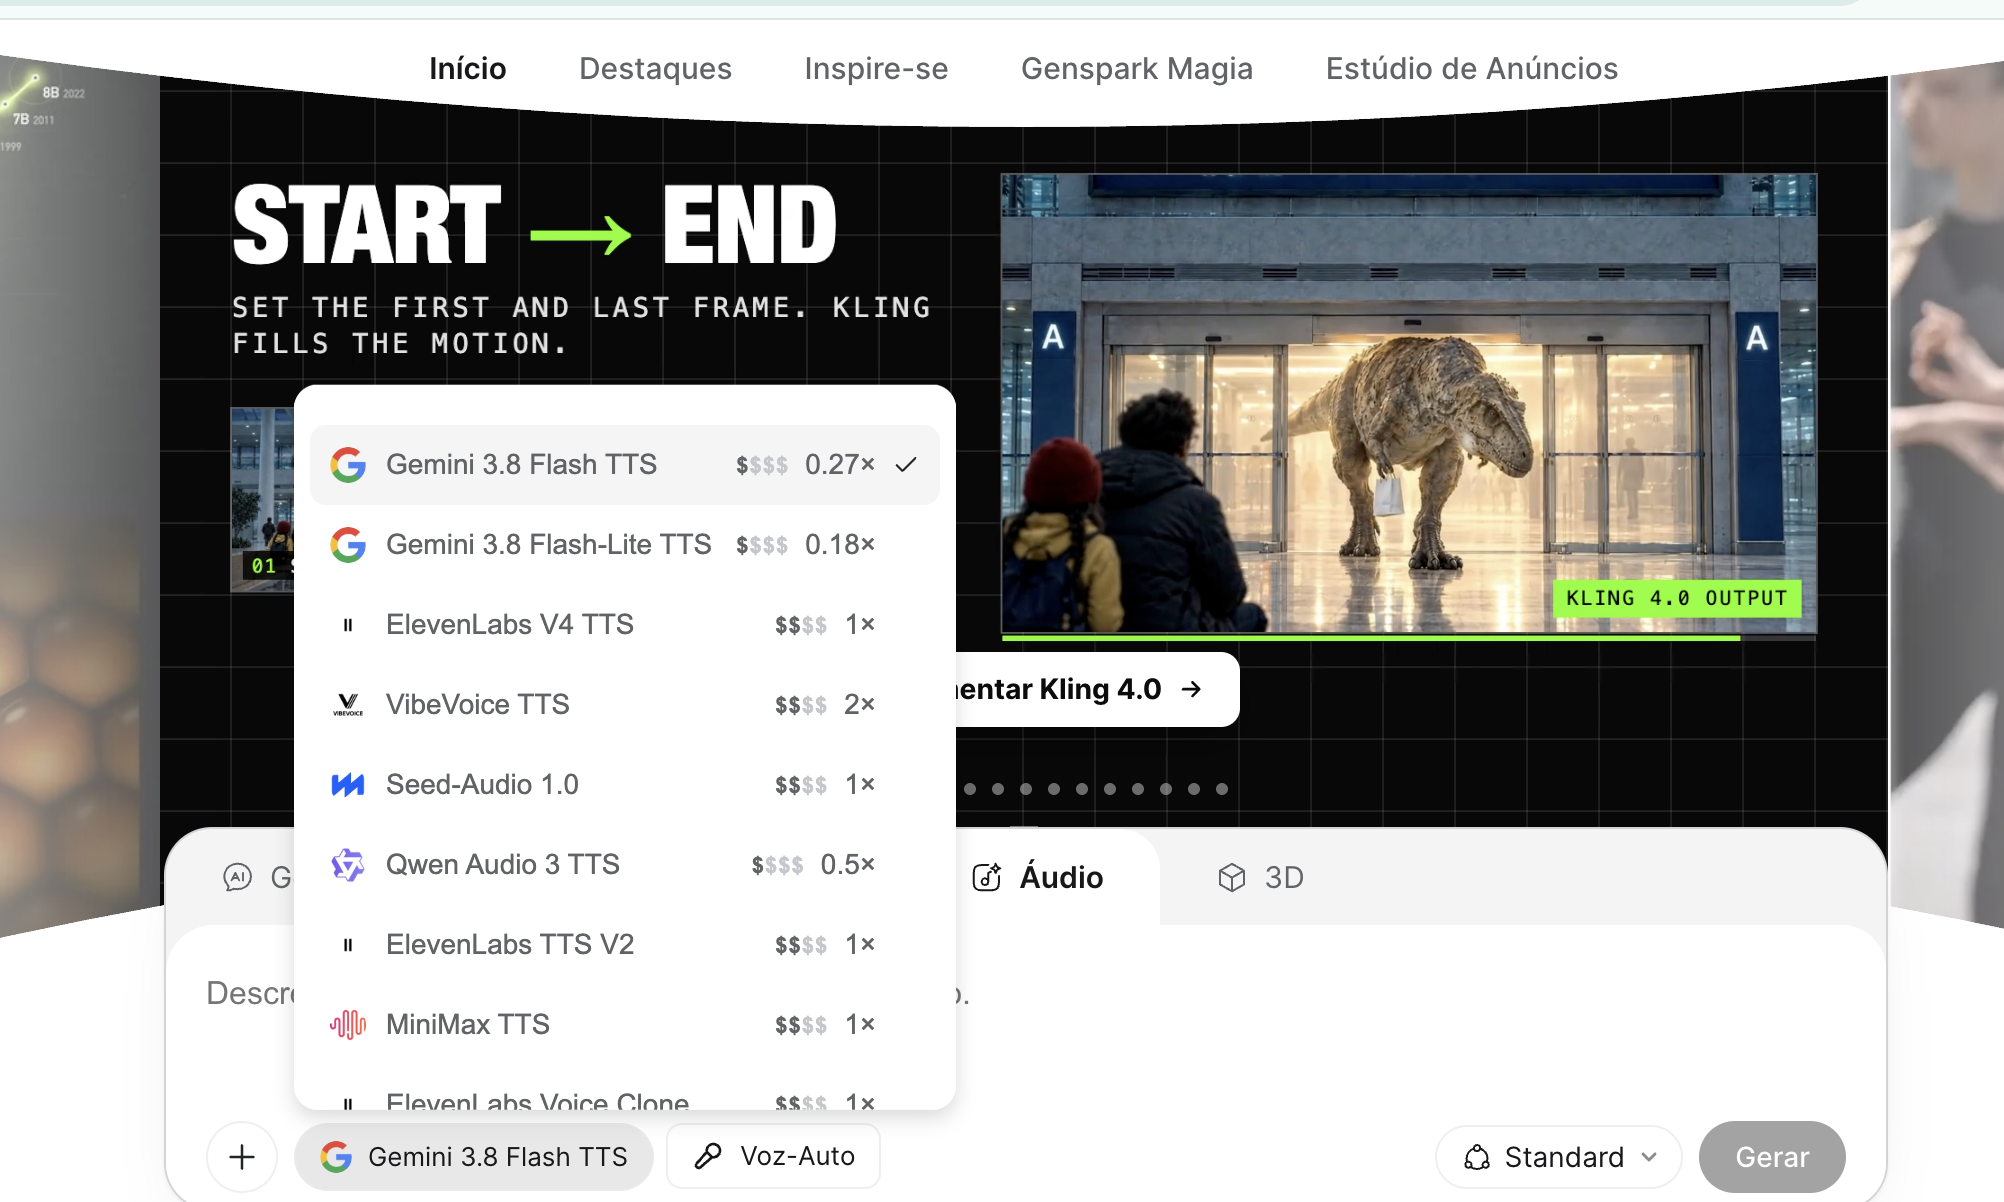 Início Destaques Inspire-se Genspark Magia Estúdio de Anúncios
8B 2022
7B 2011
1999
START → END
SET THE FIRST AND LAST FRAME. KLING
FILLS THE MOTION.
A A
KLING 4.0 OUTPUT
01
Gemini 3.8 Flash TTS $$$$ 0.27×
Gemini 3.8 Flash-Lite TTS $$$$ 0.18×
ElevenLabs V4 TTS $$$$ 1×
VIBEVOICE VibeVoice TTS $$$$ 2×
Seed-Audio 1.0 $$$$ 1×
Qwen Audio 3 TTS $$$$ 0.5×
ElevenLabs TTS V2 $$$$ 1×
MiniMax TTS $$$$ 1×
ElevenLabs Voice Clone $$$$ 1×
Kling 4.0 →
AI G Áudio 3D
Gemini 3.8 Flash TTS Voz-Auto Standard Gerar